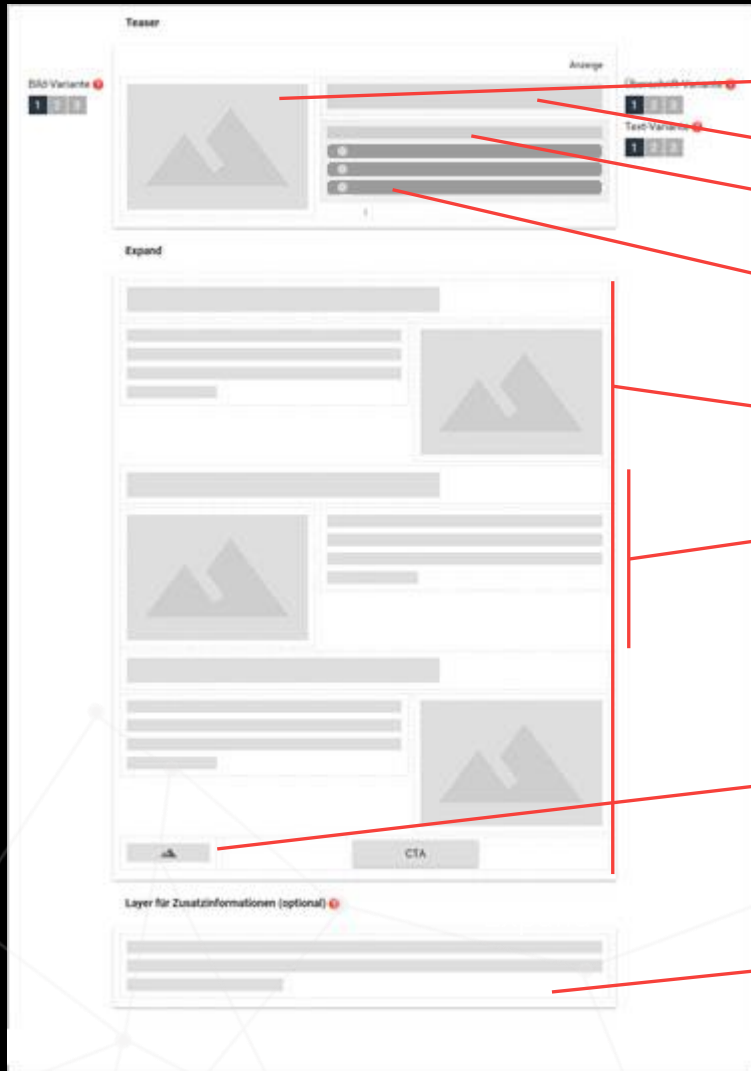 Teaser
Anzeige
Bild-Variante ?
1 2 3
Überschrift-Variante ?
1 2 3
Text-Variante ?
1 2 3
Expand
CTA
Layer für Zusatzinformationen (optional) ?